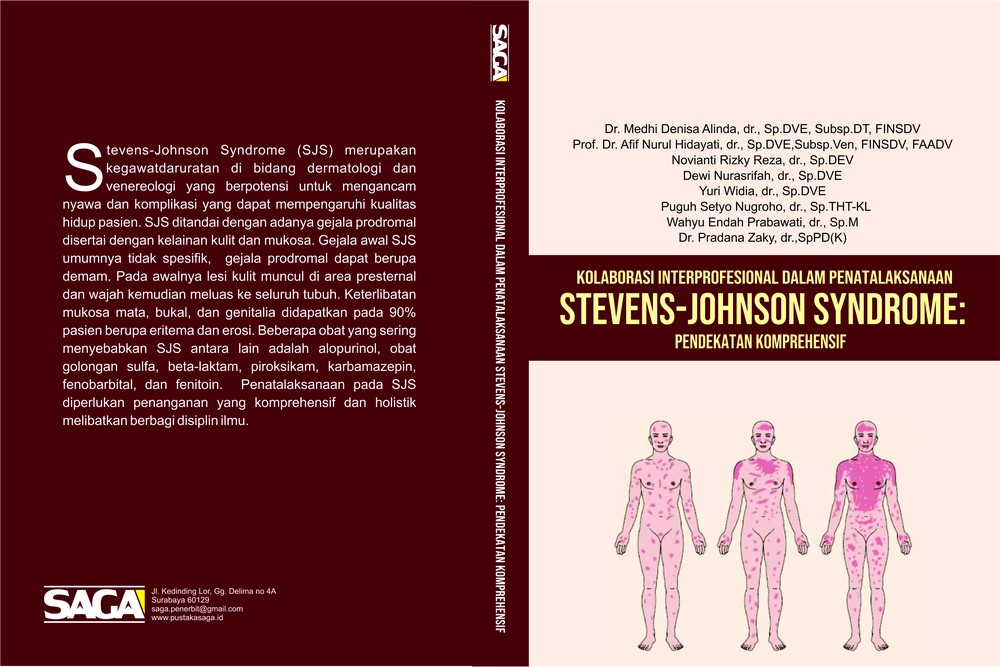 Stevens-Johnson Syndrome (SJS) merupakan
kegawatdaruratan di bidang dermatologi dan
venereologi yang berpotensi untuk mengancam
nyawa dan komplikasi yang dapat mempengaruhi kualitas
hidup pasien. SJS ditandai dengan adanya gejala prodromal
disertai dengan kelainan kulit dan mukosa. Gejala awal SJS
umumnya tidak spesifik, gejala prodromal dapat berupa
demam. Pada awalnya lesi kulit muncul di area presternal
dan wajah kemudian meluas ke seluruh tubuh. Keterlibatan
mukosa mata, bukal, dan genitalia didapatkan pada 90%
pasien berupa eritema dan erosi. Beberapa obat yang sering
menyebabkan SJS antara lain adalah alopurinol, obat
golongan sulfa, beta-laktam, piroksikam, karbamazepin,
fenobarbital, dan fenitoin. Penatalaksanaan pada SJS
diperlukan penanganan yang komprehensif dan holistik
melibatkan berbagi disiplin ilmu.
SAGA
Jl. Kedinding Lor, Gg. Delima no 4A
Surabaya 60129
saga.penerbit@gmail.com
www.pustakasaga.id
SAGA
KOLABORASI INTERPROFESIONAL DALAM PENATALAKSANAAN STEVENS-JOHNSON SYNDROME: PENDEKATAN KOMPREHENSIF
Dr. Medhi Denisa Alinda, dr., Sp.DVE, Subsp.DT, FINSDV
Prof. Dr. Afif Nurul Hidayati, dr., Sp.DVE,Subsp.Ven, FINSDV, FAADV
Novianti Rizky Reza, dr., Sp.DEV
Dewi Nurasrifah, dr., Sp.DVE
Yuri Widia, dr., Sp.DVE
Puguh Setyo Nugroho, dr., Sp.THT-KL
Wahyu Endah Prabawati, dr., Sp.M
Dr. Pradana Zaky, dr.,SpPD(K)
KOLABORASI INTERPROFESIONAL DALAM PENATALAKSANAAN
STEVENS-JOHNSON SYNDROME:
PENDEKATAN KOMPREHENSIF